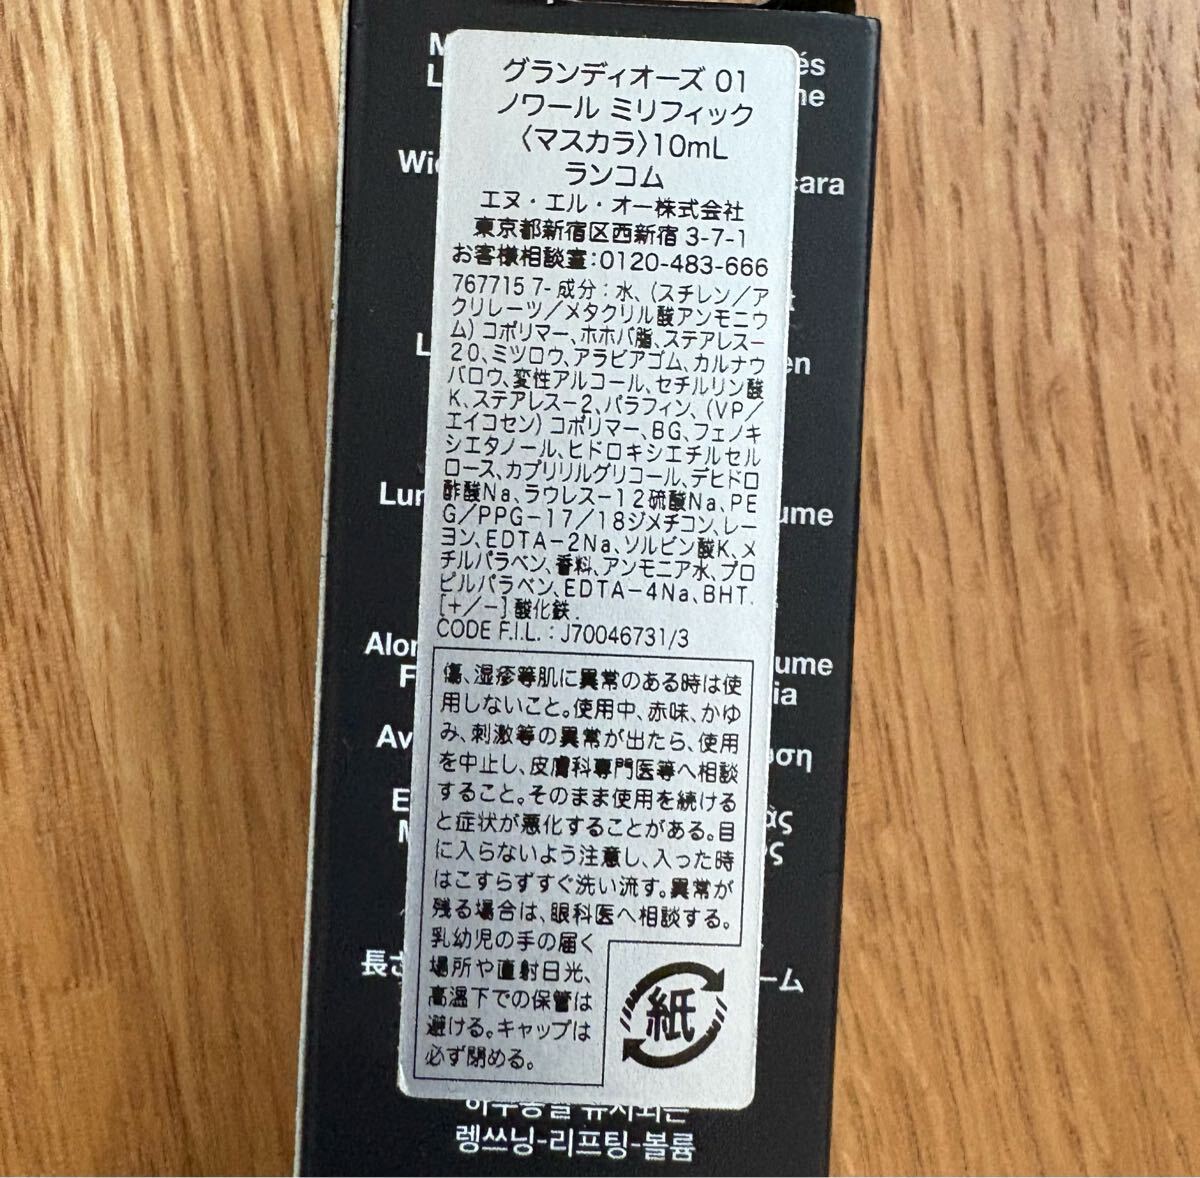 グランディオーズ 01
ノワール ミリフィック
〈マスカラ〉10mL
ランコム
エヌ・エル・オー株式会社
東京都新宿区西新宿 3-7-1
お客様相談室:0120-483-666
767715 7- 成分:水、(スチレン/ア
クリレーツ/メタクリル酸アンモニウ
ム)コポリマー、ホホバ脂、ステアレス-
20、ミツロウ、アラビアゴム、カルナウ
バロウ、変性アルコール、セチルリン酸
K、ステアレス-2、パラフィン、(VP/
エイコセン)コポリマー、BG、フェノキ
シエタノール、ヒドロキシエチルセル
ロース、カプリリルグリコール、デヒドロ
酢酸Na、ラウレス-12硫酸Na、PE
G/PPG-17/18ジメチコン、レー
ヨン、EDTA-2Na、ソルビン酸K、メ
チルパラベン、香料、アンモニア水、プロ
ピルパラベン、EDTA-4Na、BHT.
[+/-]酸化鉄.
CODE F.I.L. : J70046731/3
傷、湿疹等肌に異常のある時は使
用しないこと。使用中、赤味、かゆ
み、刺激等の異常が出たら、使用
を中止し、皮膚科専門医等へ相談
すること。そのまま使用を続ける
と症状が悪化することがある。目
に入らないよう注意し、入った時
はこすらずすぐ洗い流す。異常が
残る場合は、眼科医へ相談する。
乳幼児の手の届く
場所や直射日光、
高温下での保管は
避ける。キャップは
必ず閉める。
紙
렝쓰닝-리프팅-볼륨